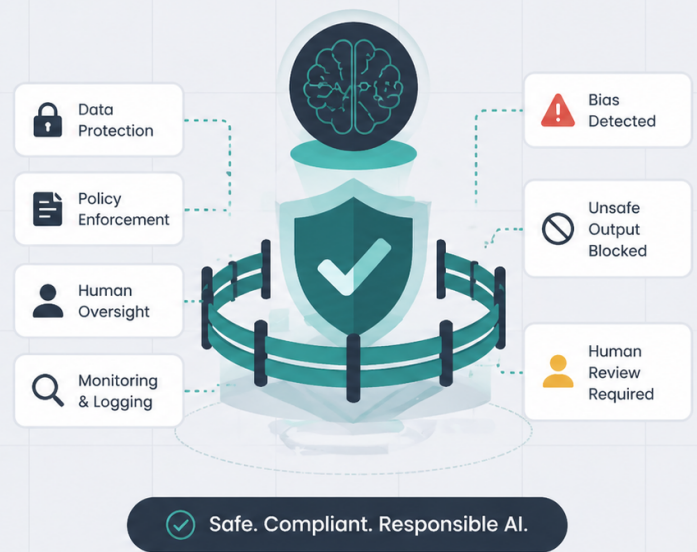 Data
Protection
Policy
Enforcement
Human
Oversight
Monitoring
& Logging
Bias
Detected
Unsafe
Output
Blocked
Human
Review
Required
Safe. Compliant. Responsible AI.